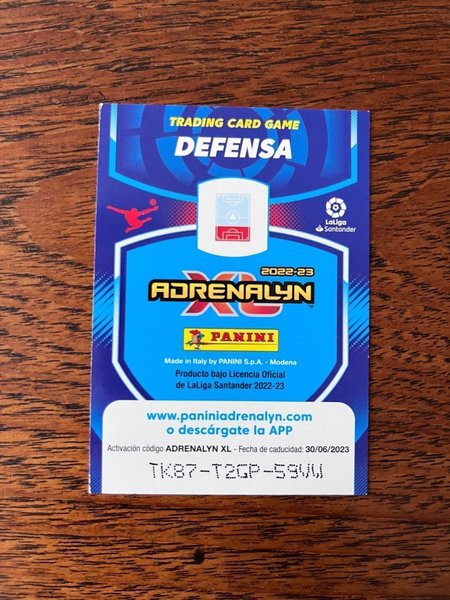 TRADING CARD GAME
DEFENSA
LaLiga
Santander
2022-23
ADRENALYN XL™
PANINI
Made in Italy by PANINI S.p.A. - Modena
Producto bajo Licencia Oficial
de LaLiga Santander 2022-23
www.paniniadrenalyn.com
o descárgate la APP
Activación código ADRENALYN XL - Fecha de caducidad: 30/06/2023
TK87-T2GP-59VW